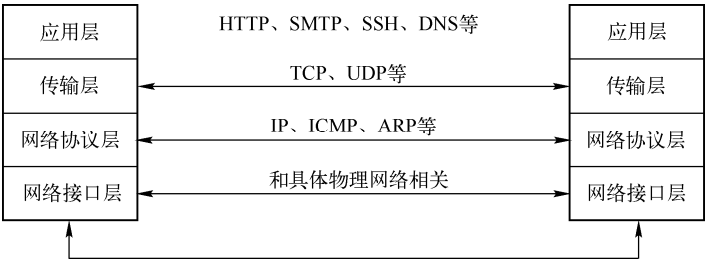 应用层 HTTP、SMTP、SSH、DNS等 应用层
传输层 TCP、UDP等 传输层
网络协议层 IP、ICMP、ARP等 网络协议层
网络接口层 和具体物理网络相关 网络接口层